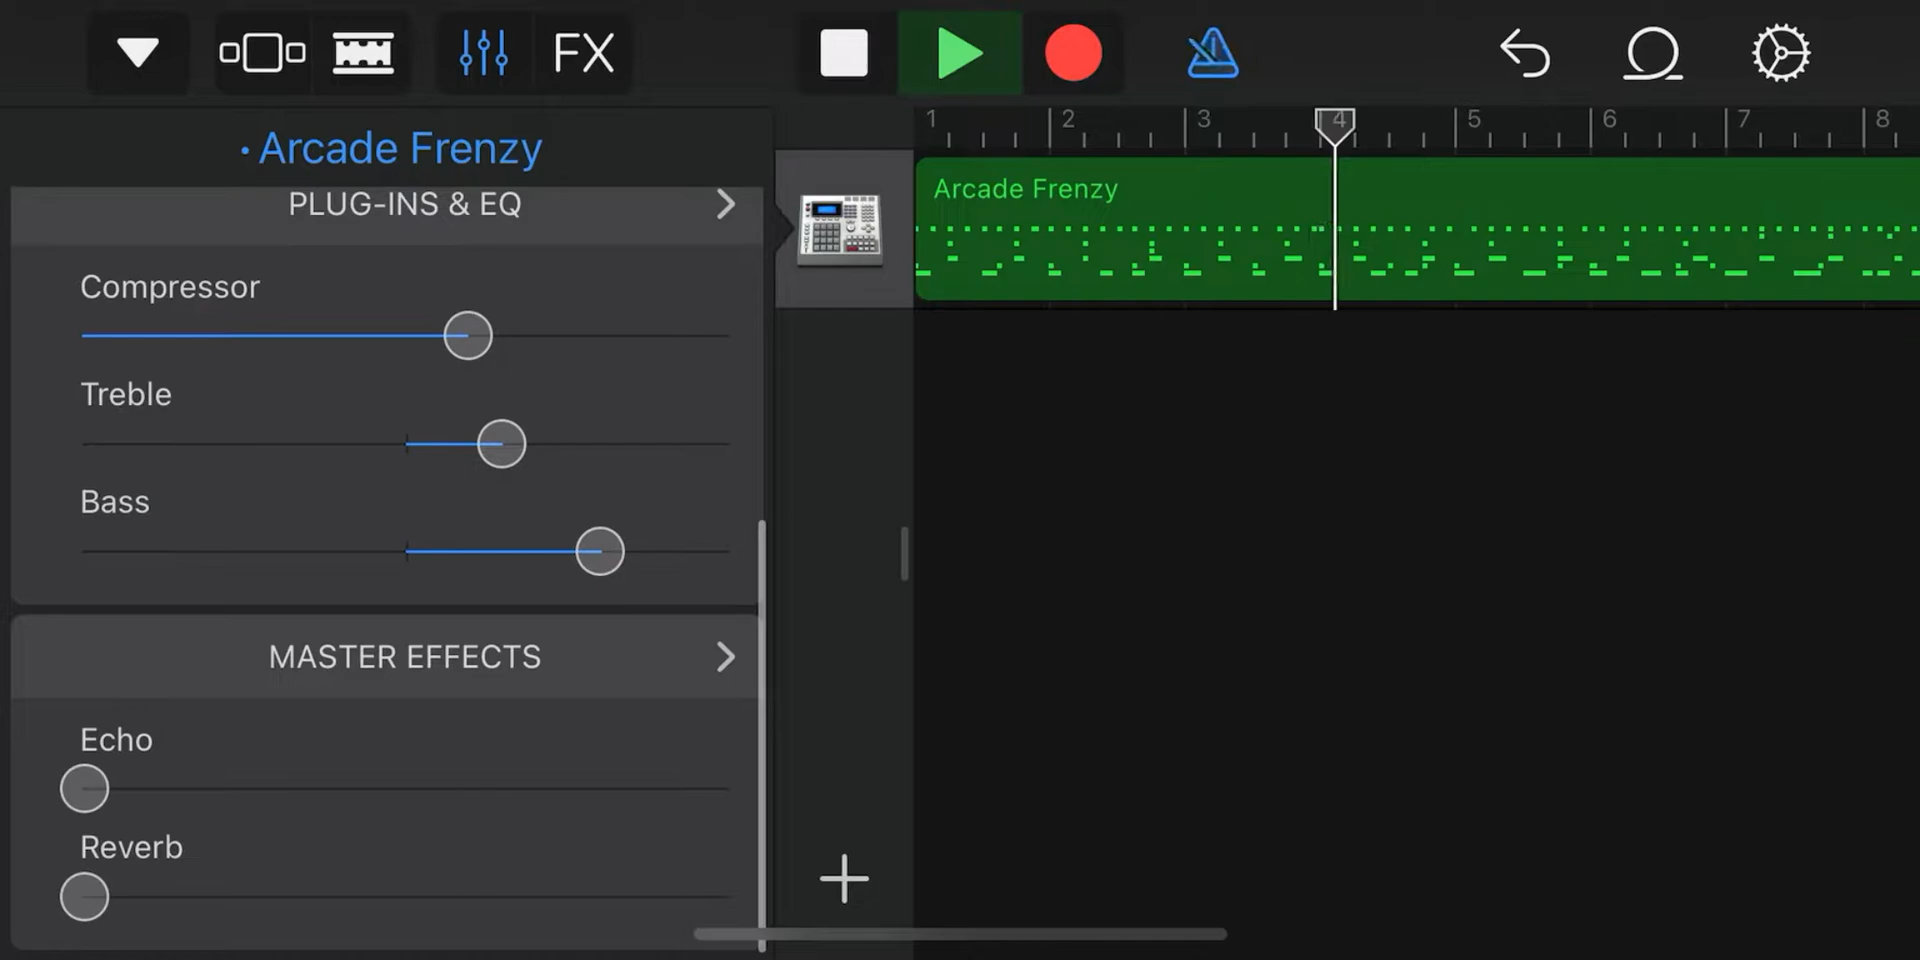 FX
• Arcade Frenzy
1 2 3 4 5 6 7 8
PLUG-INS & EQ
Arcade Frenzy
Compressor
Treble
Bass
MASTER EFFECTS
Echo
Reverb